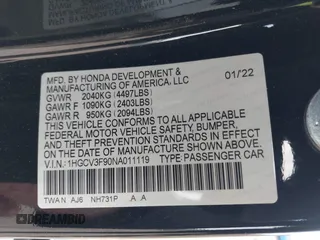 MFD. BY HONDA DEVELOPMENT &
MANUFACTURING OF AMERICA, LLC
01/22
GVWR 2040KG (4497LBS)
GAWR F 1090KG (2403LBS)
GAWR R 950KG (2094LBS)
THIS VEHICLE CONFORMS TO ALL APPLICABLE
FEDERAL MOTOR VEHICLE SAFETY, BUMPER,
AND THEFT PREVENTION STANDARDS IN EFFECT
ON THE DATE OF MANUFACTURE SHOWN ABOVE.
V.I.N.: 1HGCV3F90NA011119 TYPE: PASSENGER CAR
TWA N AJ6 NH731P .A .A
DREAMBID